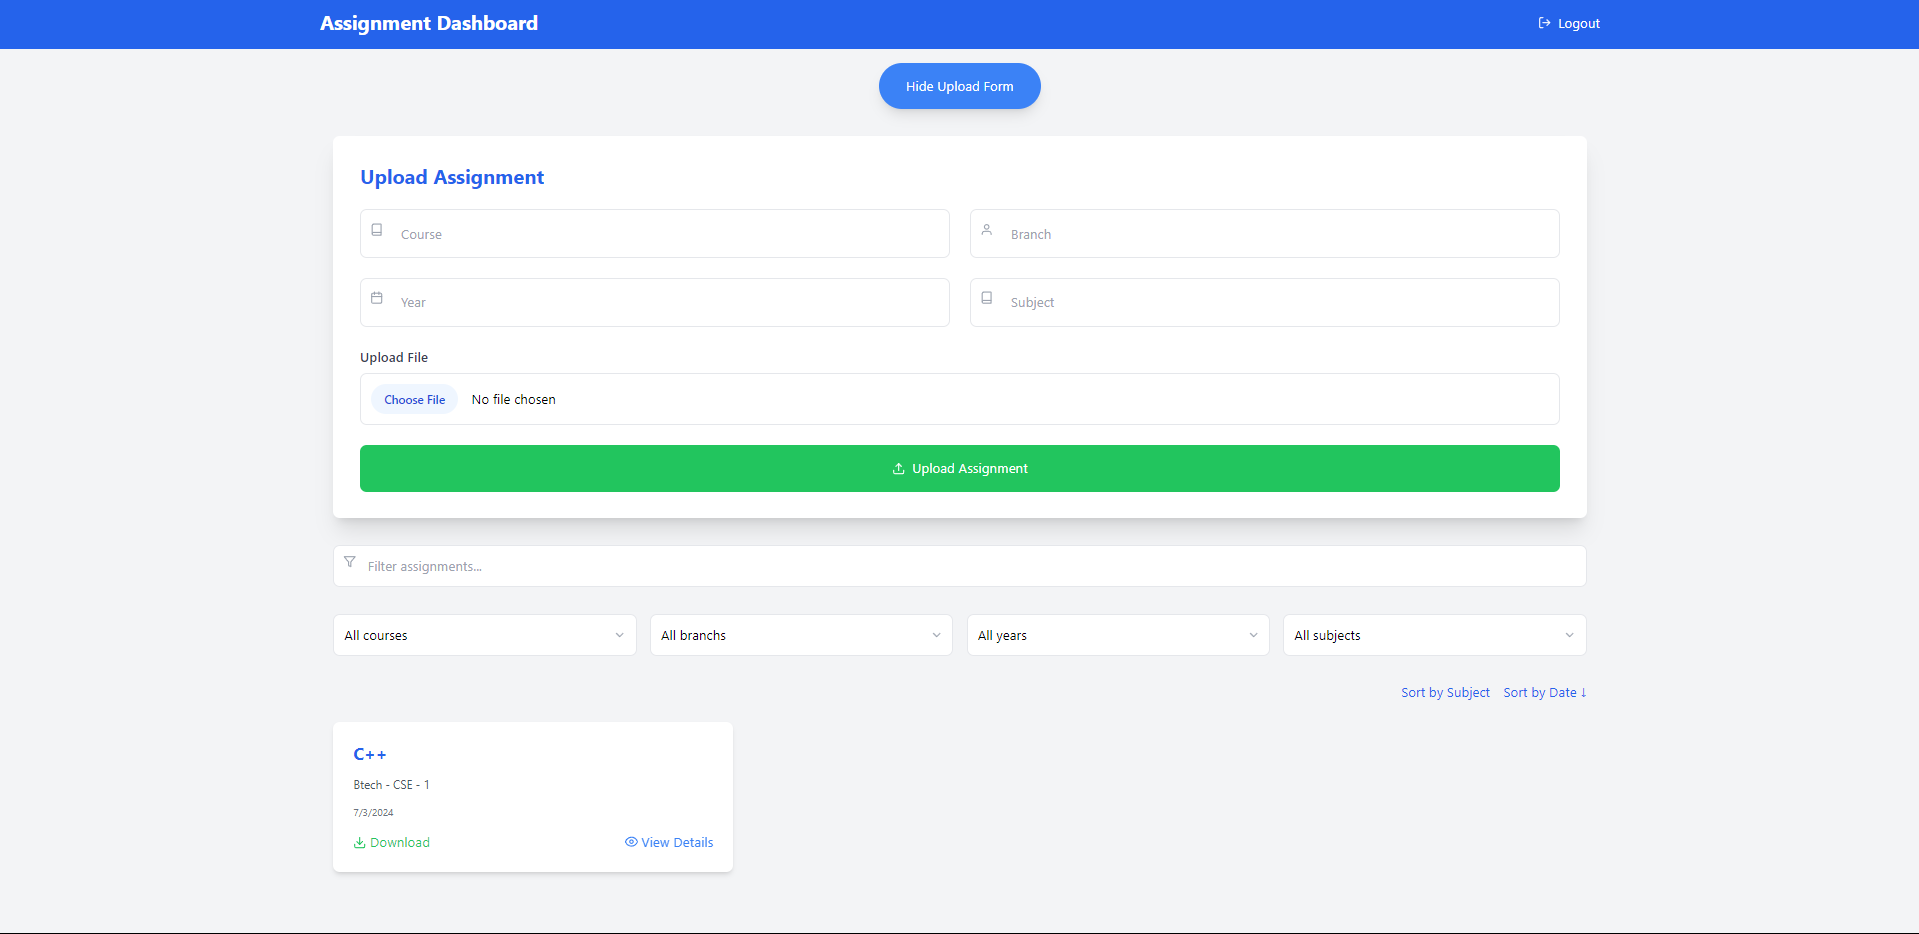 Assignment Dashboard
Logout
Hide Upload Form
Upload Assignment
Course
Branch
Year
Subject
Upload File
Choose File No file chosen
Upload Assignment
Filter assignments...
All courses
All branchs
All years
All subjects
Sort by Subject Sort by Date ↓
C++
Btech - CSE - 1
7/3/2024
Download
View Details